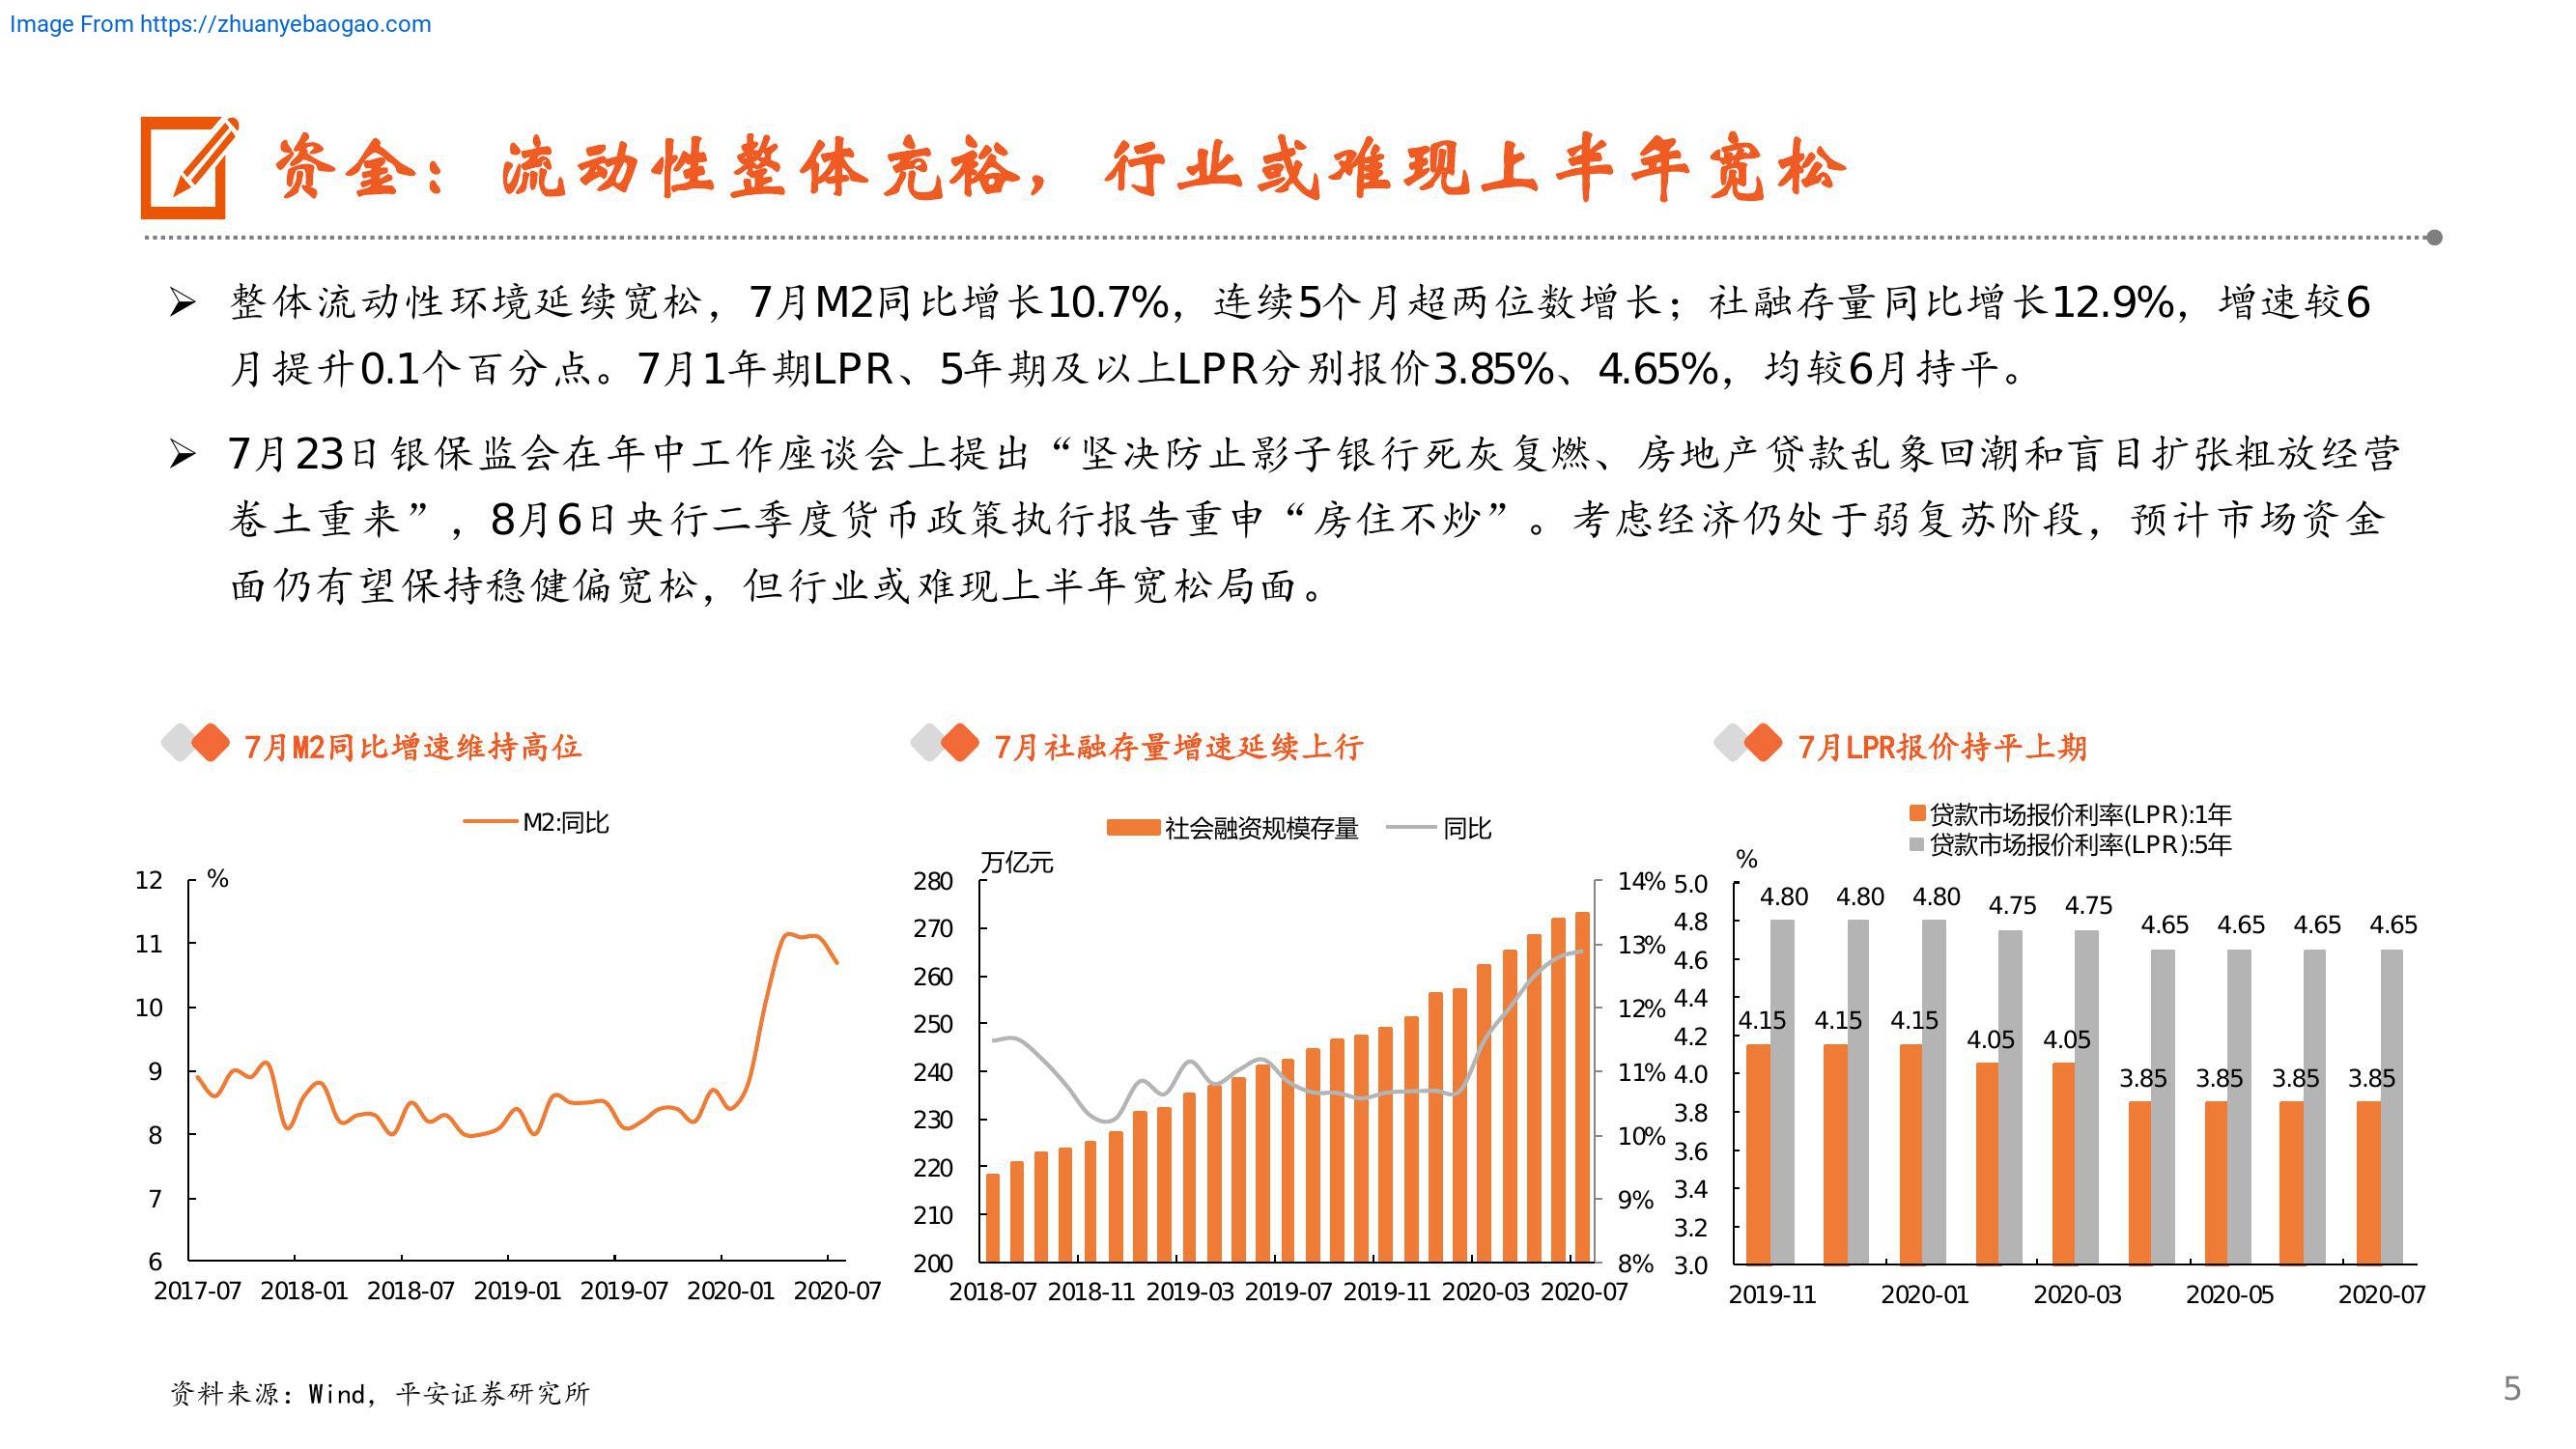 Image From https://zhuanyebaogao.com
资金：流动性整体充裕，行业或难现上半年宽松
整体流动性环境延续宽松，7月M2同比增长10.7%，连续5个月超两位数增长；社融存量同比增长12.9%，增速较6
月提升0.1个百分点。7月1年期LPR、5年期及以上LPR分别报价3.85%、4.65%，均较6月持平。
7月23日银保监会在年中工作座谈会上提出“坚决防止影子银行死灰复燃、房地产贷款乱象回潮和盲目扩张粗放经营
卷土重来”，8月6日央行二季度货币政策执行报告重申“房住不炒”。考虑经济仍处于弱复苏阶段，预计市场资金
面仍有望保持稳健偏宽松，但行业或难现上半年宽松局面。
7月M2同比增速维持高位
M2:同比
%
12
11
10
9
8
7
6
2017-07 2018-01 2018-07 2019-01 2019-07 2020-01 2020-07
7月社融存量增速延续上行
社会融资规模存量 同比
万亿元
280
270
260
250
240
230
220
210
200
14%
13%
12%
11%
10%
9%
8%
2018-07 2018-11 2019-03 2019-07 2019-11 2020-03 2020-07
7月LPR报价持平上期
贷款市场报价利率(LPR):1年
贷款市场报价利率(LPR):5年
%
5.0
4.8
4.6
4.4
4.2
4.0
3.8
3.6
3.4
3.2
3.0
4.80 4.80 4.80 4.75 4.75 4.65 4.65 4.65 4.65
4.15 4.15 4.15 4.05 4.05 3.85 3.85 3.85 3.85
2019-11 2020-01 2020-03 2020-05 2020-07
资料来源：Wind，平安证券研究所
5